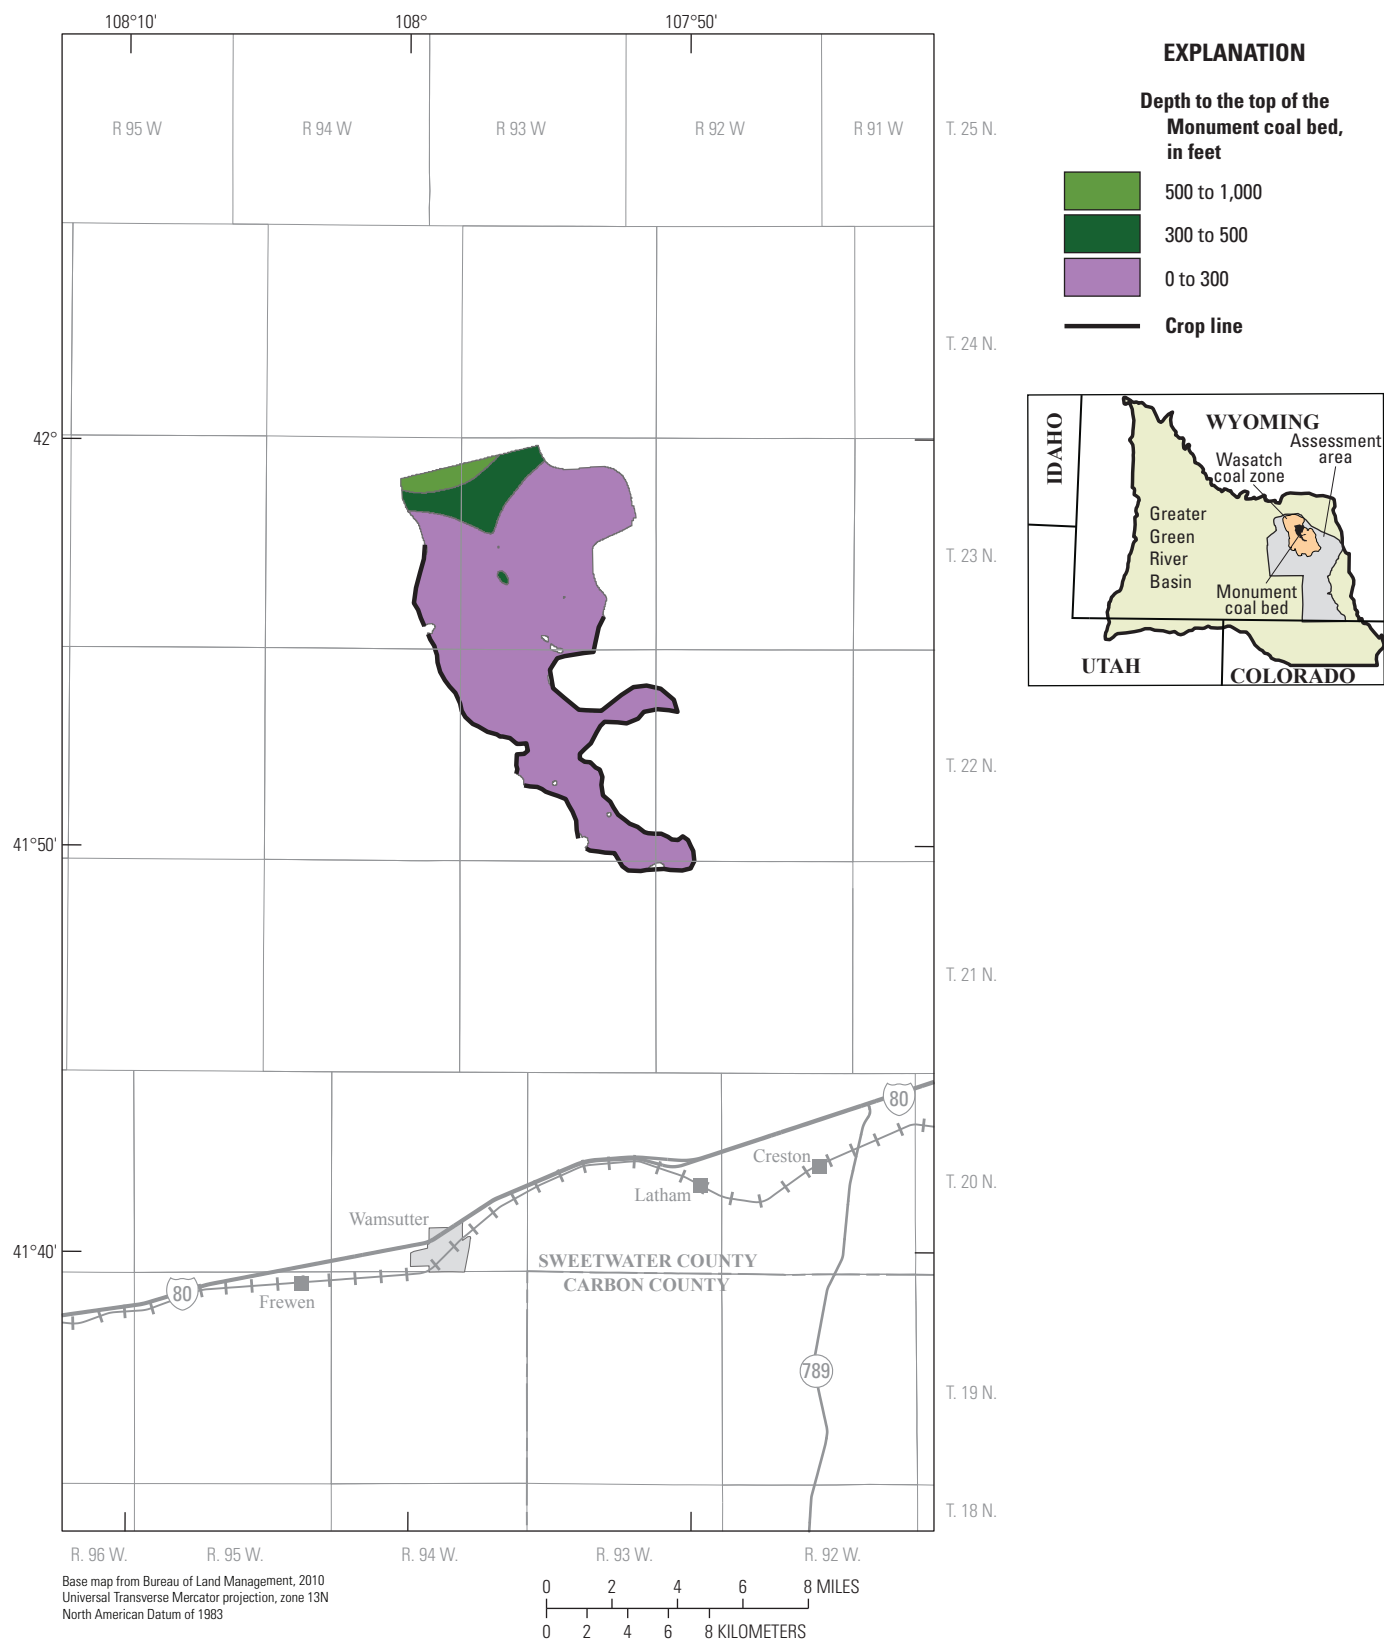 108°10'
108°
107°50'
R 95 W
R 94 W
R 93 W
R 92 W
R 91 W
T. 25 N.
T. 24 N.
42°
T. 23 N.
T. 22 N.
41°50'
T. 21 N.
80
Creston
Latham
T. 20 N.
Wamsutter
41°40'
SWEETWATER COUNTY
CARBON COUNTY
80
Frewen
789
T. 19 N.
T. 18 N.
R. 96 W.
R. 95 W.
R. 94 W.
R. 93 W.
R. 92 W.
Base map from Bureau of Land Management, 2010
Universal Transverse Mercator projection, zone 13N
North American Datum of 1983
0 2 4 6 8 MILES
0 2 4 6 8 KILOMETERS
EXPLANATION
Depth to the top of the
Monument coal bed,
in feet
500 to 1,000
300 to 500
0 to 300
Crop line
IDAHO
WYOMING
Assessment
area
Wasatch
coal zone
Greater
Green
River
Basin
Monument
coal bed
UTAH
COLORADO